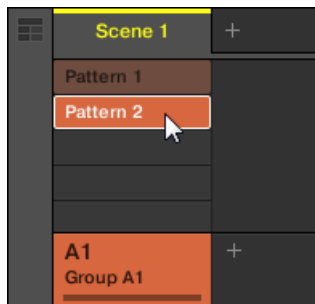 Scene 1 +
Pattern 1
Pattern 2
A1 +
Group A1